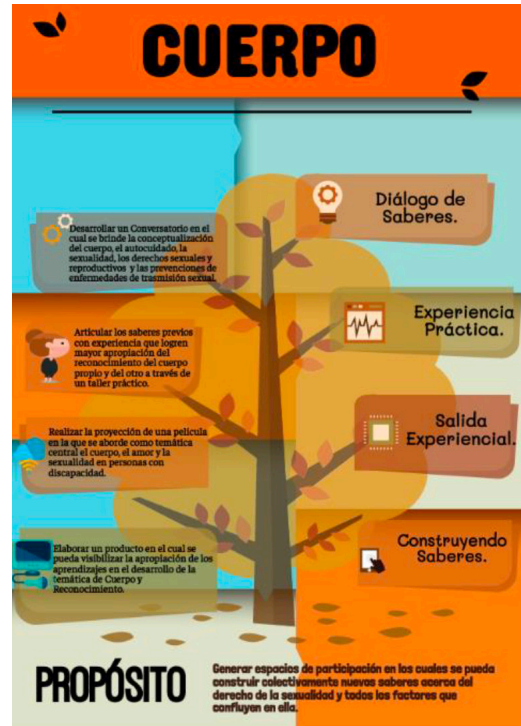 CUERPO
Diálogo de
Saberes.
Desarrollar un Conversatorio en el
cual se brinde la conceptualización
del cuerpo, el autocuidado, la
sexualidad, los derechos sexuales y
reproductivos y las prevenciones de
enfermedades de trasmisión sexual.
Experiencia
Práctica.
Articular los saberes previos
con experiencia que logren
mayor apropiación del
reconocimiento del cuerpo
propio y del otro a través de
un taller práctico.
Salida
Experiencial.
Realizar la proyección de una película
en la que se aborde como temática
central el cuerpo, el amor y la
sexualidad en personas con
discapacidad.
Construyendo
Saberes.
Elaborar un producto en el cual se
pueda visibilizar la apropiación de los
aprendizajes en el desarrollo de la
temática de Cuerpo y
Reconocimiento.
PROPÓSITO
Generar espacios de participación en los cuales se pueda
construir colectivamente nuevos saberes acerca del
derecho de la sexualidad y todos los factores que
confluyen en ella.